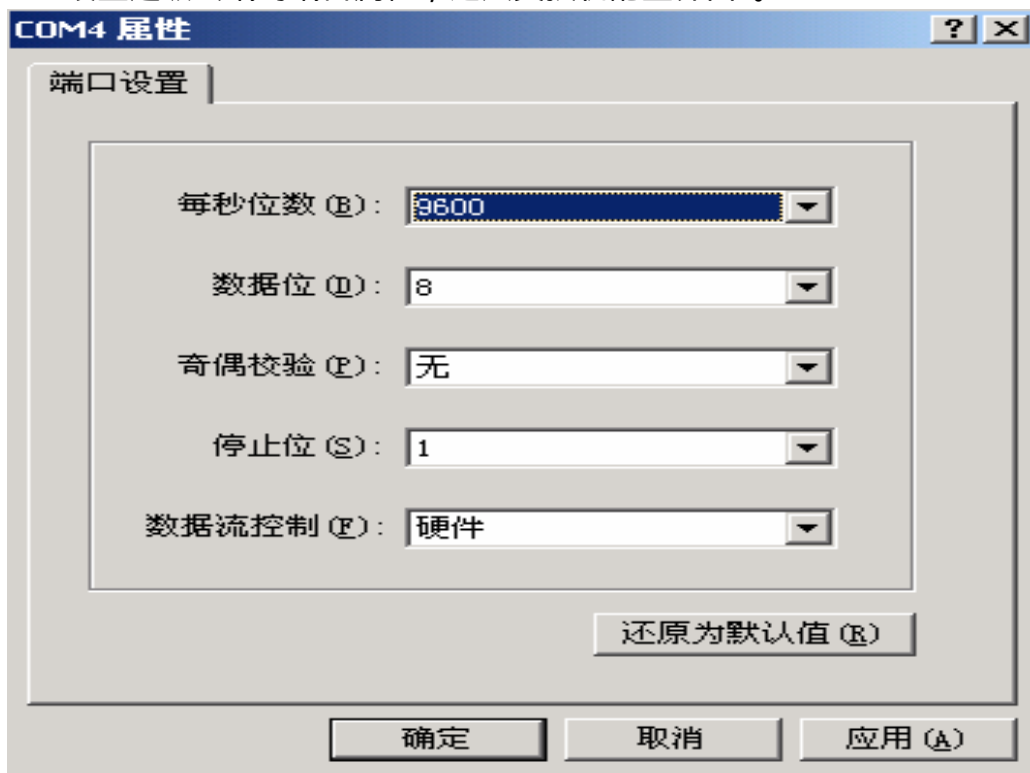 COM4 属性
端口设置
每秒位数(B): 9600
数据位(D): 8
奇偶校验(P): 无
停止位(S): 1
数据流控制(F): 硬件
还原为默认值(R)
确定 取消 应用(A)